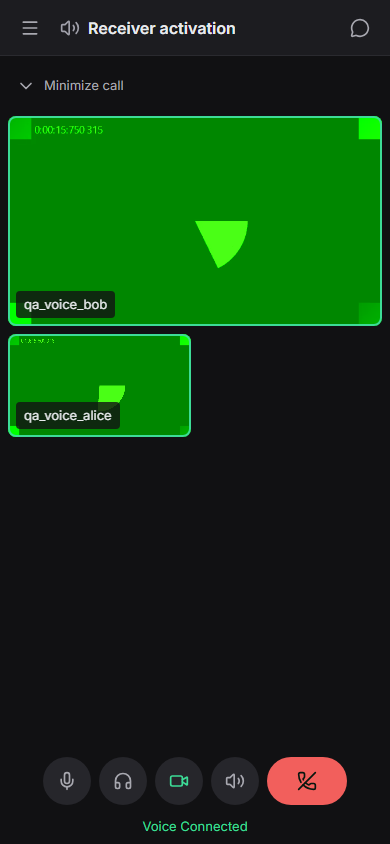 Receiver activation
Minimize call
0:00:15:750 315
qa_voice_bob
qa_voice_alice
Voice Connected